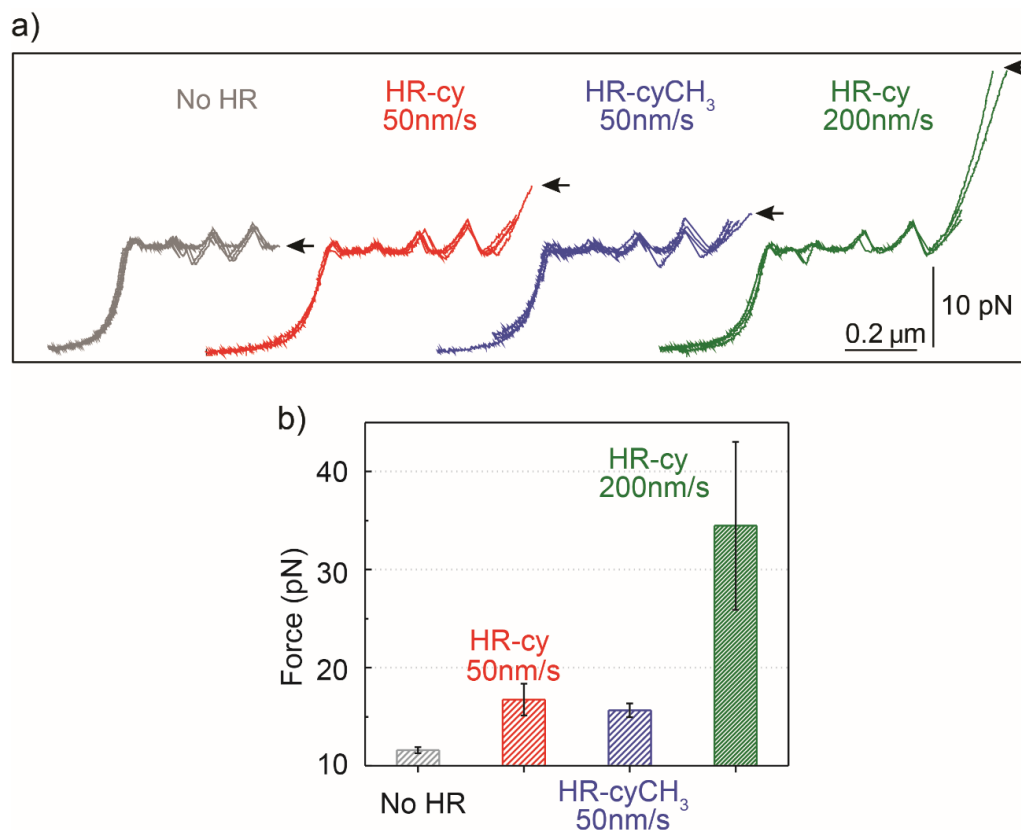 a)
No HR
HR-cy
50nm/s
HR-cyCH₃
50nm/s
HR-cy
200nm/s
10 pN
0.2 µm
b)
Force (pN)
40
30
20
10
HR-cy
200nm/s
HR-cy
50nm/s
No HR
HR-cyCH₃
50nm/s